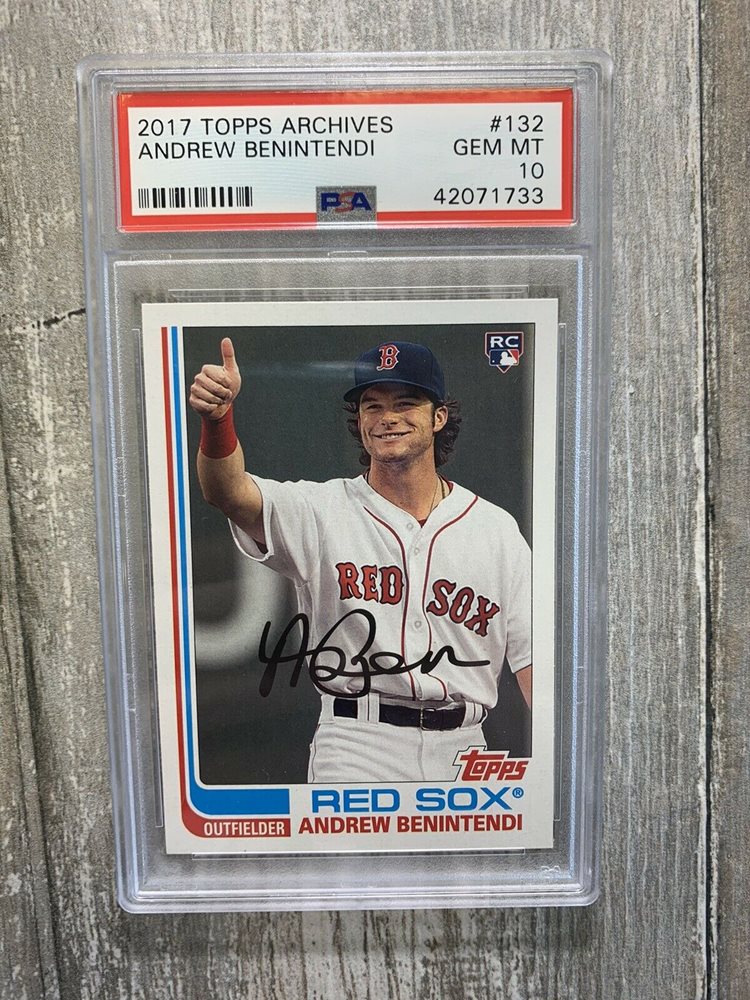 2017 TOPPS ARCHIVES #132
ANDREW BENINTENDI GEM MT
10
PSA 42071733
RC
B
RED SOX
A Ben
Topps
RED SOX®
OUTFIELDER ANDREW BENINTENDI